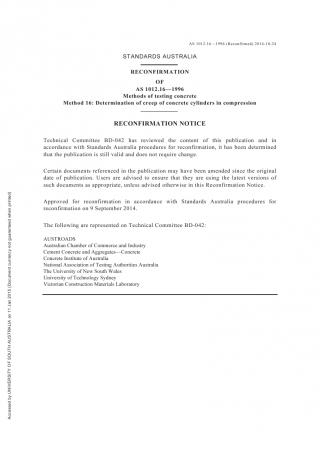 AS 1012.16—1996 (Reconfirmed) 2014-10-24
STANDARDS AUSTRALIA
RECONFIRMATION
OF
AS 1012.16—1996
Methods of testing concrete
Method 16: Determination of creep of concrete cylinders in compression
RECONFIRMATION NOTICE
Technical Committee BD-042 has reviewed the content of this publication and in
accordance with Standards Australia procedures for reconfirmation, it has been determined
that the publication is still valid and does not require change.
Certain documents referenced in the publication may have been amended since the original
date of publication. Users are advised to ensure that they are using the latest versions of
such documents as appropriate, unless advised otherwise in this Reconfirmation Notice.
Approved for reconfirmation in accordance with Standards Australia procedures for
reconfirmation on 9 September 2014.
The following are represented on Technical Committee BD-042:
AUSTROADS
Australian Chamber of Commerce and Industry
Cement Concrete and Aggregates—Concrete
Concrete Institute of Australia
National Association of Testing Authorities Australia
The University of New South Wales
University of Technology Sydney
Victorian Construction Materials Laboratory
Accessed by UNIVERSITY OF SOUTH AUSTRALIA on 11 Jan 2015 (Document currency not guaranteed when printed)